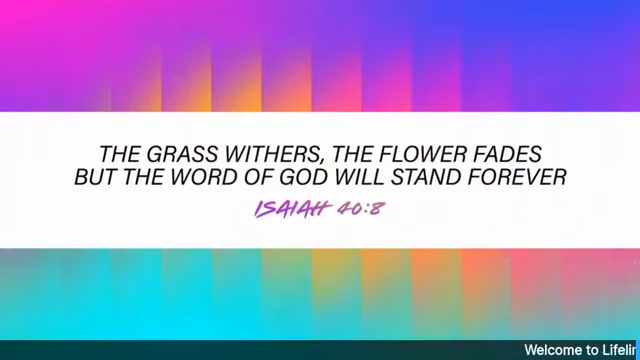 THE GRASS WITHERS, THE FLOWER FADES
BUT THE WORD OF GOD WILL STAND FOREVER
ISAIAH 40:8
Welcome to